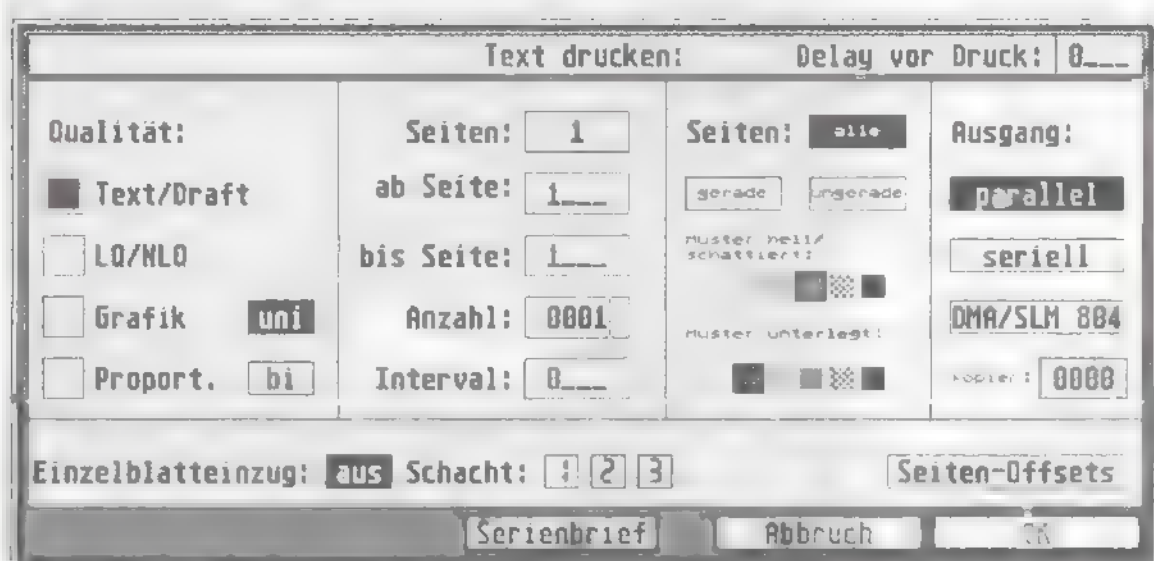 Text drucken: Delay vor Druck: 0___
Qualität:
Text/Draft
LQ/NLQ
Grafik uni
Proport. bi
Seiten: 1
ab Seite: 1___
bis Seite: 1___
Anzahl: 0001
Interval: 0___
Seiten: alle
gerade ungerade
Muster hell/
schattiert:
Muster unterlegt:
Ausgang:
parallel
seriell
DMA/SLM 804
Kopier: 0000
Einzelblatteinzug: aus Schacht: 1 2 3 Seiten-Offsets
Serienbrief Abbruch OK